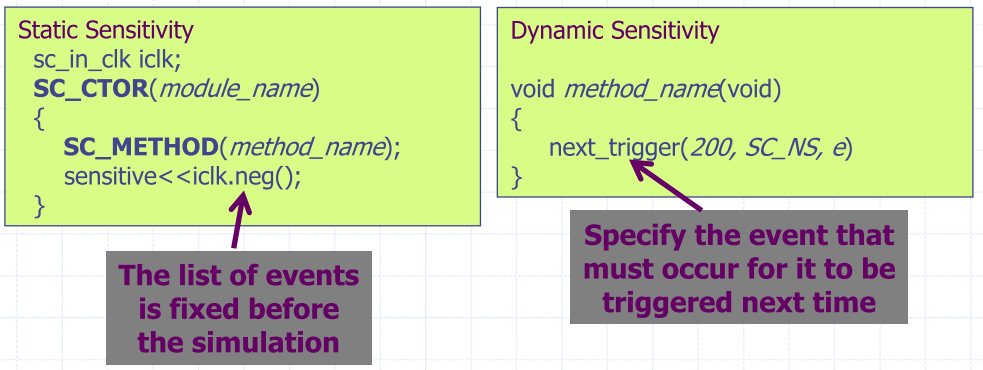 Static Sensitivity
sc_in_clk iclk;
SC_CTOR(module_name)
{
SC_METHOD(method_name);
sensitive<<iclk.neg();
}
The list of events
is fixed before
the simulation
Dynamic Sensitivity
void method_name(void)
{
next_trigger(200, SC_NS, e)
}
Specify the event that
must occur for it to be
triggered next time